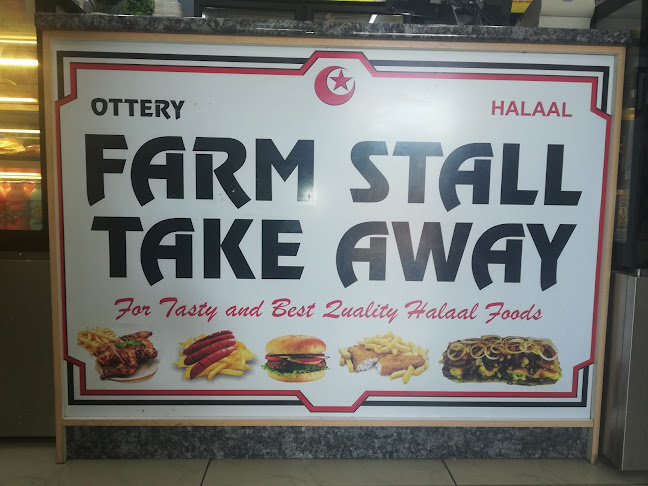 OTTERY HALAAL
FARM STALL
TAKE AWAY
For Tasty and Best Quality Halaal Foods